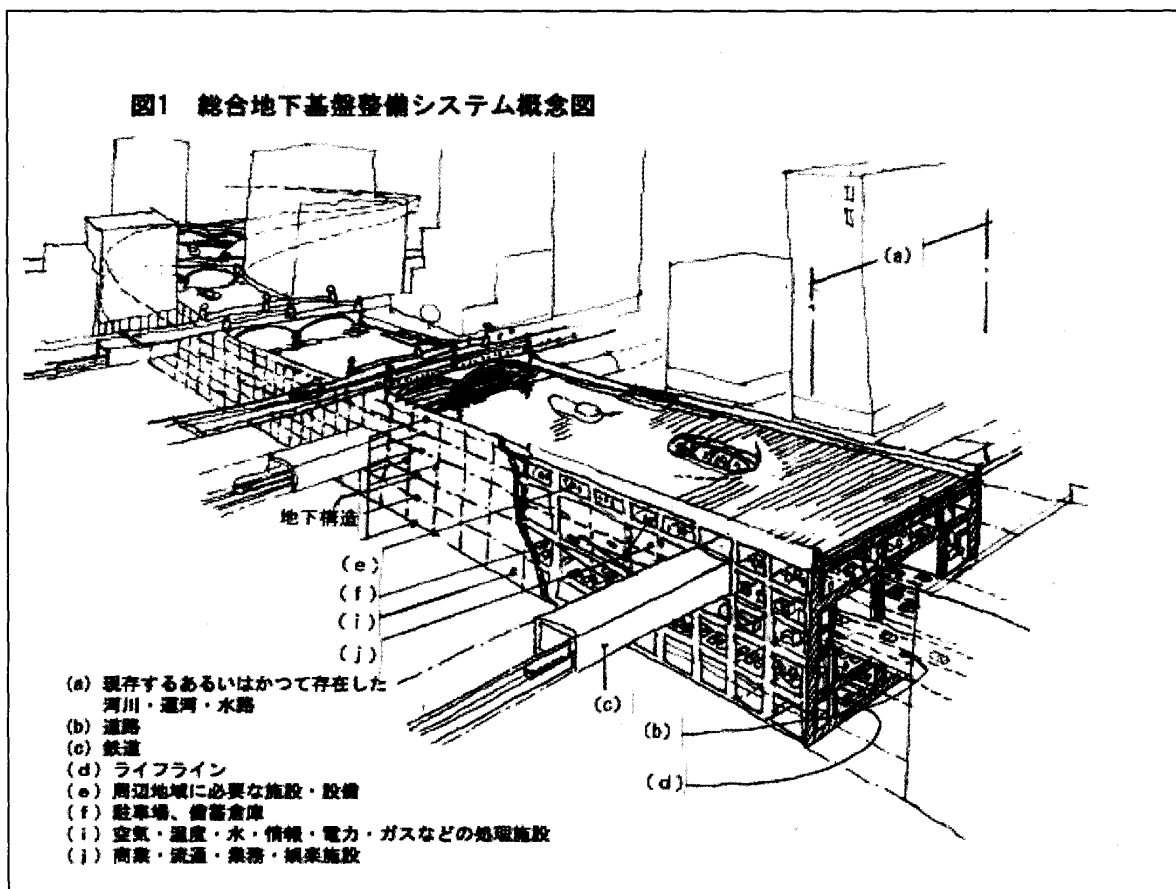 図1 総合地下基盤整備システム概念図
(a)
地下構造
(e)
(f)
(i)
(j)
(c)
(b)
(d)
(a) 現存するあるいはかつて存在した
河川・運河・水路
(b) 道路
(c) 鉄道
(d) ライフライン
(e) 周辺地域に必要な施設・設備
(f) 駐車場、備蓄倉庫
(i) 空気・温度・水・情報・電力・ガスなどの処理施設
(j) 商業・流通・業務・娯楽施設